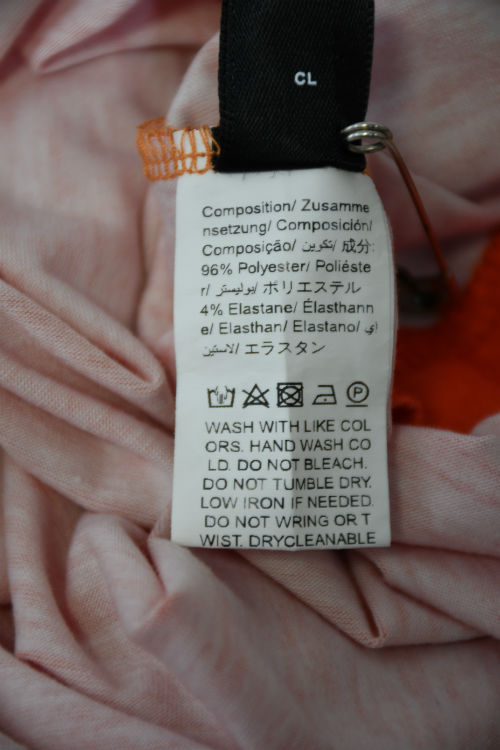 CL
Composition/ Zusamme
nsetzung/ Composición/
Composição/ تكوين/ 成分:
96% Polyester/ Poliéste
r/ بوليستر/ ポリエステル
4% Elastane/ Élasthann
e/ Elasthan/ Elastano/ إي
لاستين/ エラスタン
P
WASH WITH LIKE COL
ORS. HAND WASH CO
LD. DO NOT BLEACH.
DO NOT TUMBLE DRY.
LOW IRON IF NEEDED.
DO NOT WRING OR T
WIST. DRYCLEANABLE